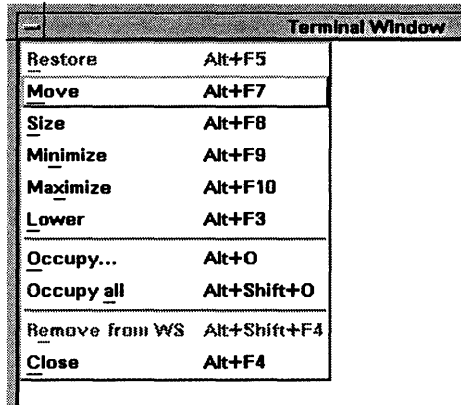 Terminal Window
Restore Alt+F5
Move Alt+F7
Size Alt+F8
Minimize Alt+F9
Maximize Alt+F10
Lower Alt+F3
Occupy... Alt+O
Occupy all Alt+Shift+O
Remove from WS Alt+Shift+F4
Close Alt+F4